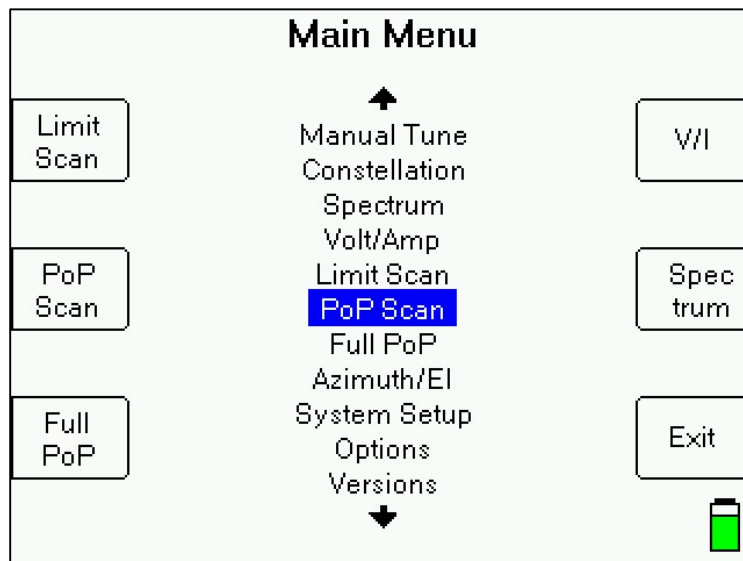 Main Menu
Limit
Scan
PoP
Scan
Full
PoP
Manual Tune
Constellation
Spectrum
Volt/Amp
Limit Scan
PoP Scan
Full PoP
Azimuth/El
System Setup
Options
Versions
V/I
Spec
trum
Exit